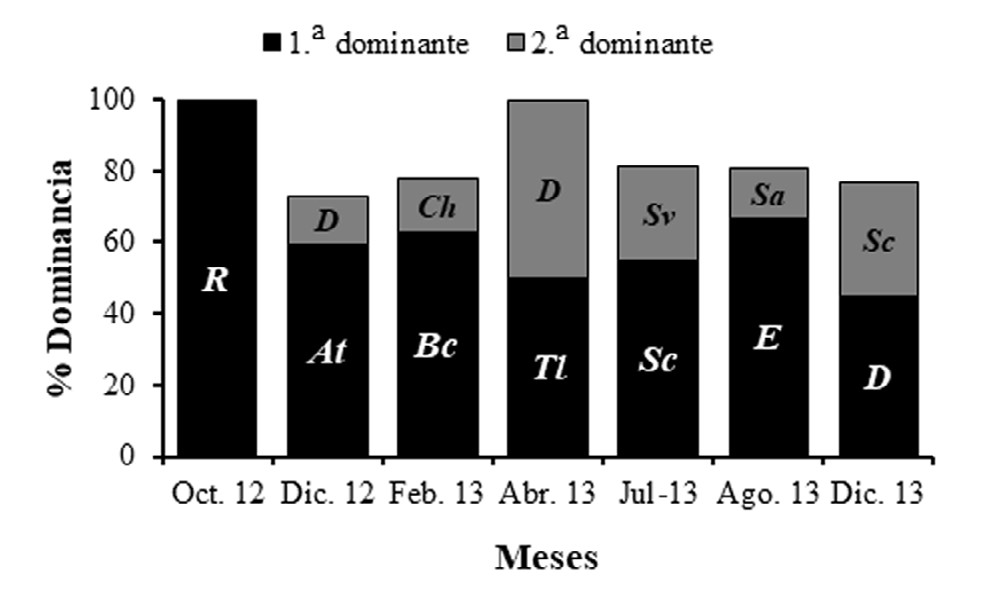 1.ª dominante 2.ª dominante
% Dominancia
100
80
60
40
20
0
R
D
At
Ch
Bc
D
Tl
Sv
Sc
Sa
E
Sc
D
Oct. 12 Dic. 12 Feb. 13 Abr. 13 Jul-13 Ago. 13 Dic. 13
Meses